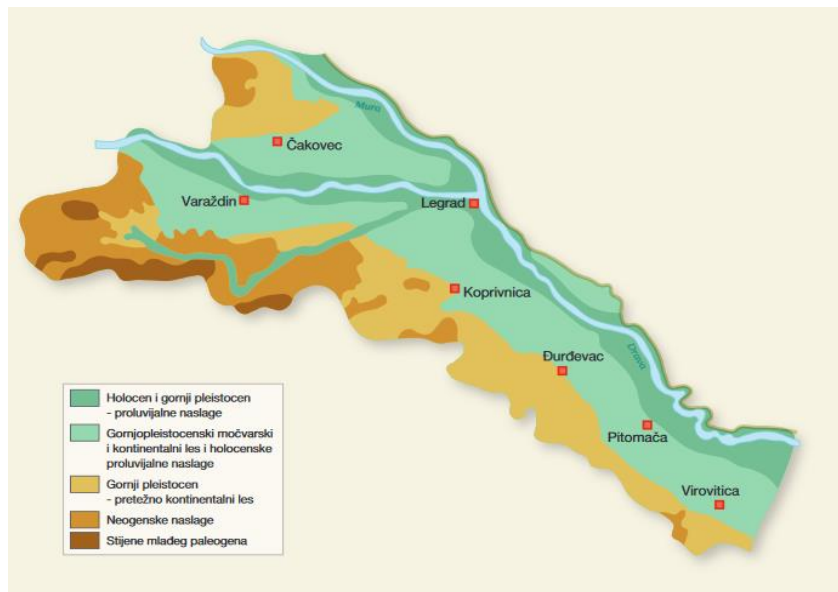 Mura
Čakovec
Varaždin
Legrad
Koprivnica
Đurđevac
Drava
Pitomača
Virovitica
Holocen i gornji pleistocen
- proluvijalne naslage
Gornjopleistocenski močvarski
i kontinentalni les i holocenske
proluvijalne naslage
Gornji pleistocen
- pretežno kontinentalni les
Neogenske naslage
Stijene mlađeg paleogena